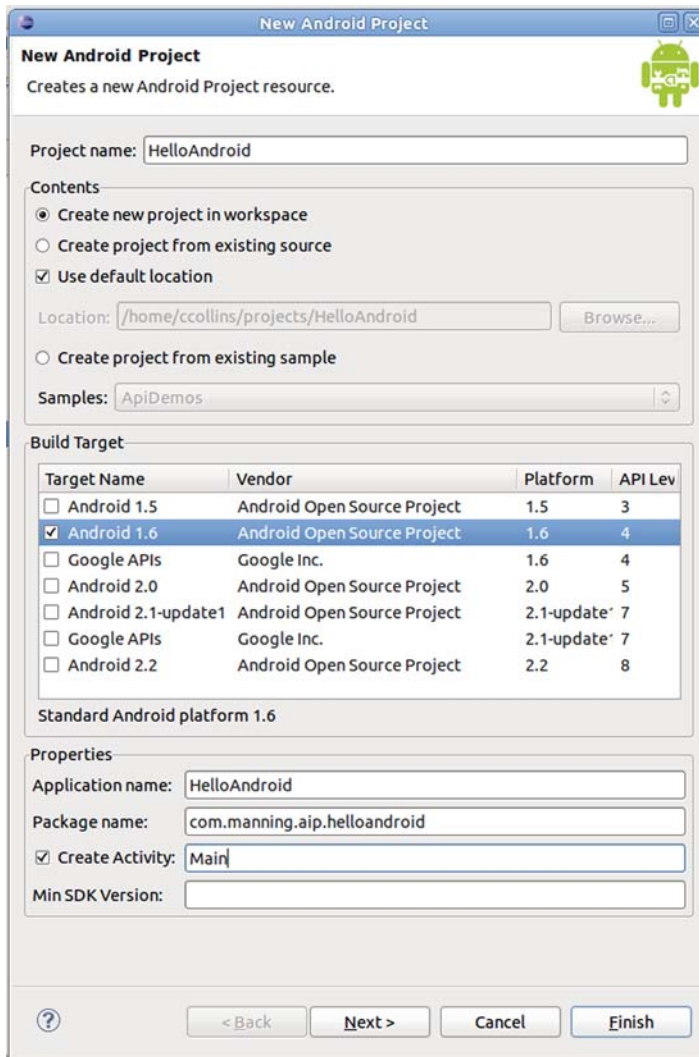 New Android Project
New Android Project
Creates a new Android Project resource.
Project name: HelloAndroid
Contents
Create new project in workspace
Create project from existing source
Use default location
Location: /home/ccollins/projects/HelloAndroid Browse...
Create project from existing sample
Samples: ApiDemos
Build Target
Target Name Vendor Platform API Lev
Android 1.5 Android Open Source Project 1.5 3
Android 1.6 Android Open Source Project 1.6 4
Google APIs Google Inc. 1.6 4
Android 2.0 Android Open Source Project 2.0 5
Android 2.1-update1 Android Open Source Project 2.1-update1 7
Google APIs Google Inc. 2.1-update1 7
Android 2.2 Android Open Source Project 2.2 8
Standard Android platform 1.6
Properties
Application name: HelloAndroid
Package name: com.manning.aip.helloandroid
Create Activity: Main
Min SDK Version:
? < Back Next > Cancel Finish